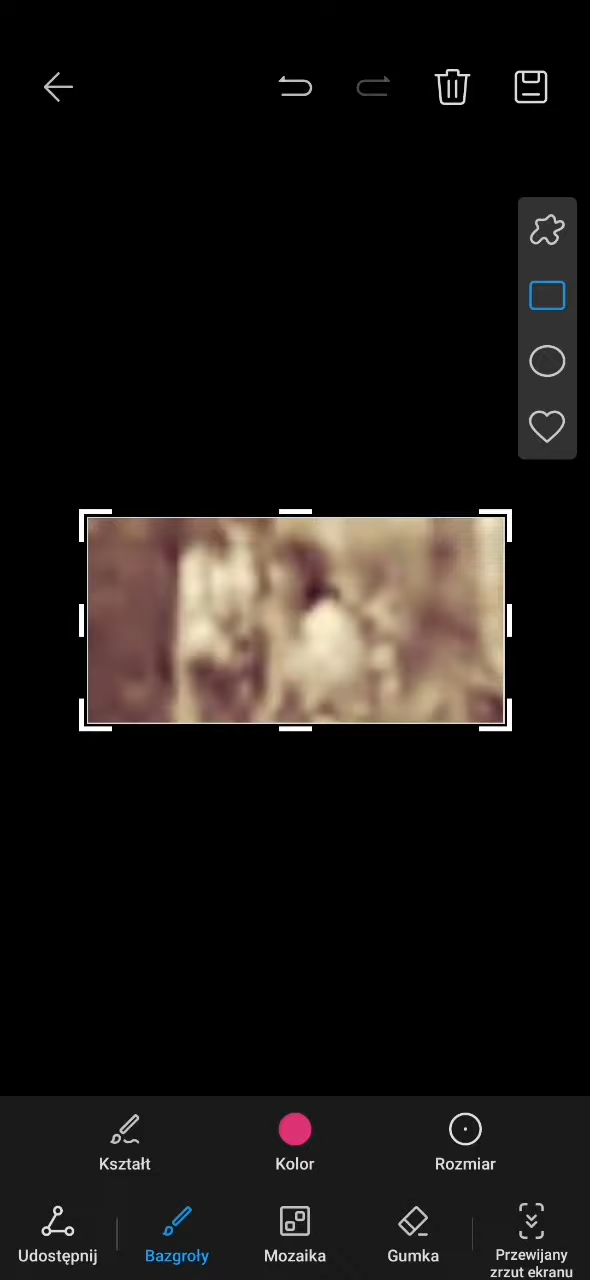 Kształt
Kolor
Rozmiar
Udostępnij
Bazgroły
Mozaika
Gumka
Przewijany
zrzut ekranu